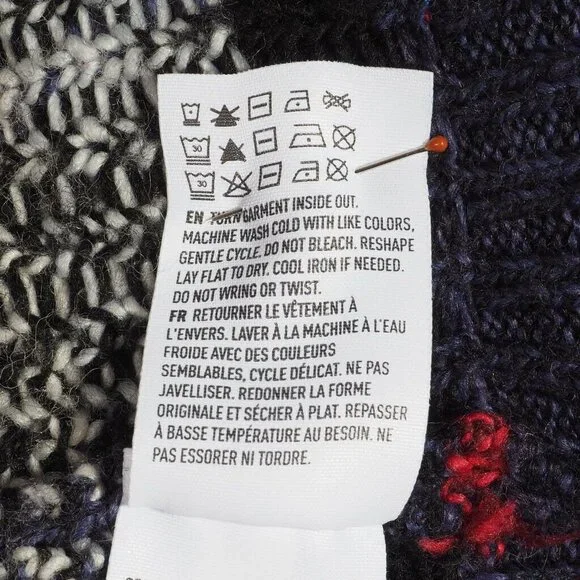 30
30
EN TURN GARMENT INSIDE OUT.
MACHINE WASH COLD WITH LIKE COLORS,
GENTLE CYCLE. DO NOT BLEACH. RESHAPE
LAY FLAT TO DRY. COOL IRON IF NEEDED.
DO NOT WRING OR TWIST.
FR RETOURNER LE VÊTEMENT À
L'ENVERS. LAVER À LA MACHINE À L'EAU
FROIDE AVEC DES COULEURS
SEMBLABLES, CYCLE DÉLICAT. NE PAS
JAVELLISER. REDONNER LA FORME
ORIGINALE ET SÉCHER À PLAT. REPASSER
À BASSE TEMPÉRATURE AU BESOIN. NE
PAS ESSORER NI TORDRE.